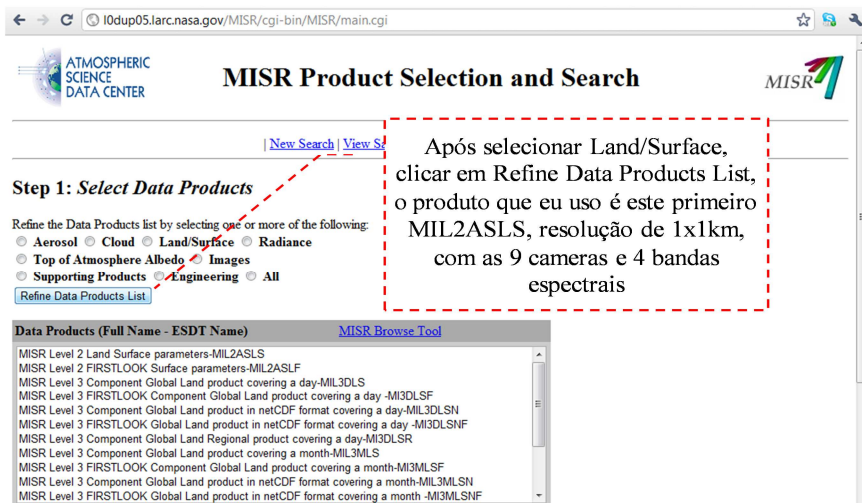 l0dup05.larc.nasa.gov/MISR/cgi-bin/MISR/main.cgi
ATMOSPHERIC
SCIENCE
DATA CENTER
MISR Product Selection and Search
MISR
| New Search | View Sa
Após selecionar Land/Surface,
clicar em Refine Data Products List,
o produto que eu uso é este primeiro
MIL2ASLS, resolução de 1x1km,
com as 9 cameras e 4 bandas
espectrais
Step 1: Select Data Products
Refine the Data Products list by selecting one or more of the following:
Aerosol Cloud Land/Surface Radiance
Top of Atmosphere Albedo Images
Supporting Products Engineering All
Refine Data Products List
Data Products (Full Name - ESDT Name) MISR Browse Tool
MISR Level 2 Land Surface parameters-MIL2ASLS
MISR Level 2 FIRSTLOOK Surface parameters-MIL2ASLF
MISR Level 3 Component Global Land product covering a day-MIL3DLS
MISR Level 3 FIRSTLOOK Component Global Land product covering a day -MI3DLSF
MISR Level 3 Component Global Land product in netCDF format covering a day-MIL3DLSN
MISR Level 3 FIRSTLOOK Global Land product in netCDF format covering a day -MI3DLSNF
MISR Level 3 Component Global Land Regional product covering a day-MI3DLSR
MISR Level 3 Component Global Land product covering a month-MIL3MLS
MISR Level 3 FIRSTLOOK Component Global Land product covering a month-MI3MLSF
MISR Level 3 Component Global Land product in netCDF format covering a month-MIL3MLSN
MISR Level 3 FIRSTLOOK Global Land product in netCDF format covering a month -MI3MLSNF